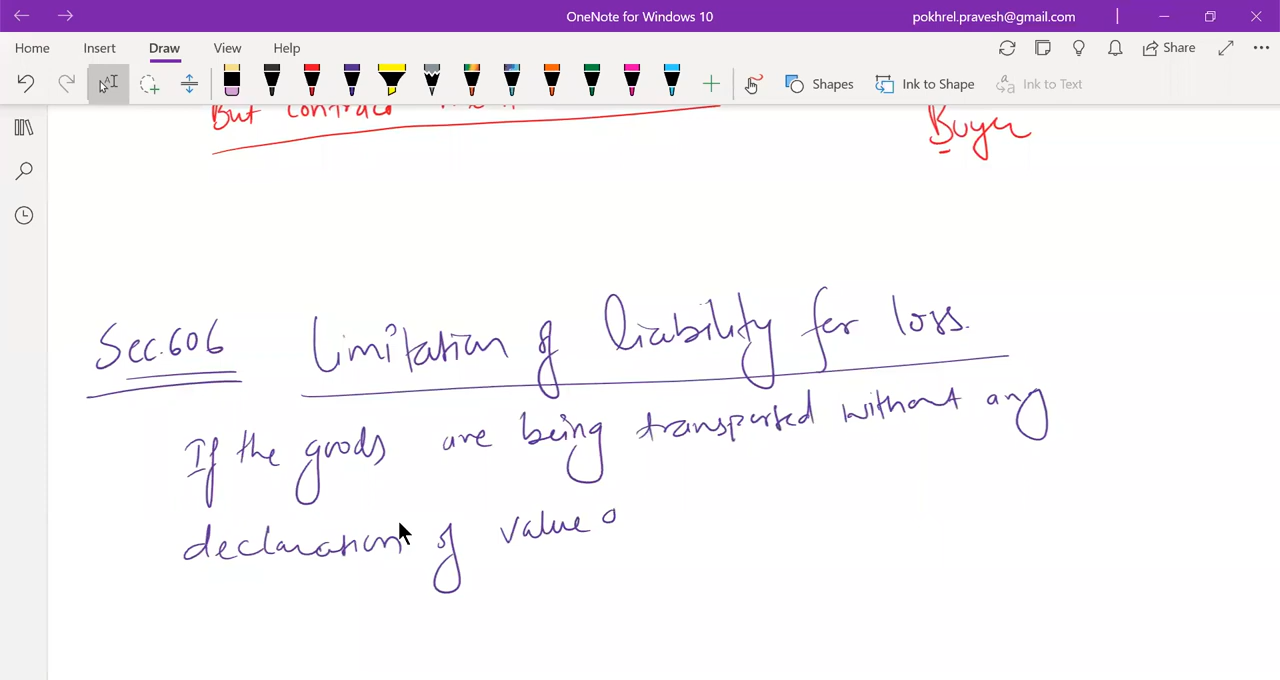 OneNote for Windows 10
pokhrel.pravesh@gmail.com
Home Insert Draw View Help
Share
Shapes
Ink to Shape
Ink to Text
But contract
Buyer
Sec.606 Limitation of liability for loss.
If the goods are being transported without any
declaration of value o